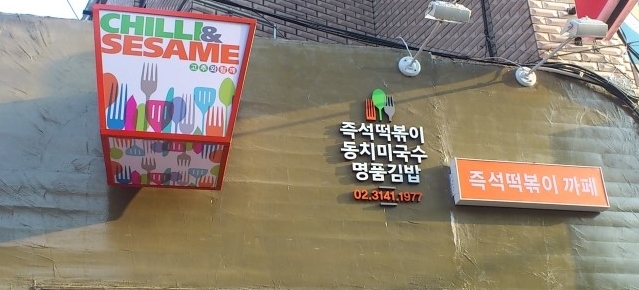 CHILLI&
SESAME
고추와참깨
즉석떡볶이
동치미국수
명품김밥
02.3141.1977
즉석떡볶이 까페